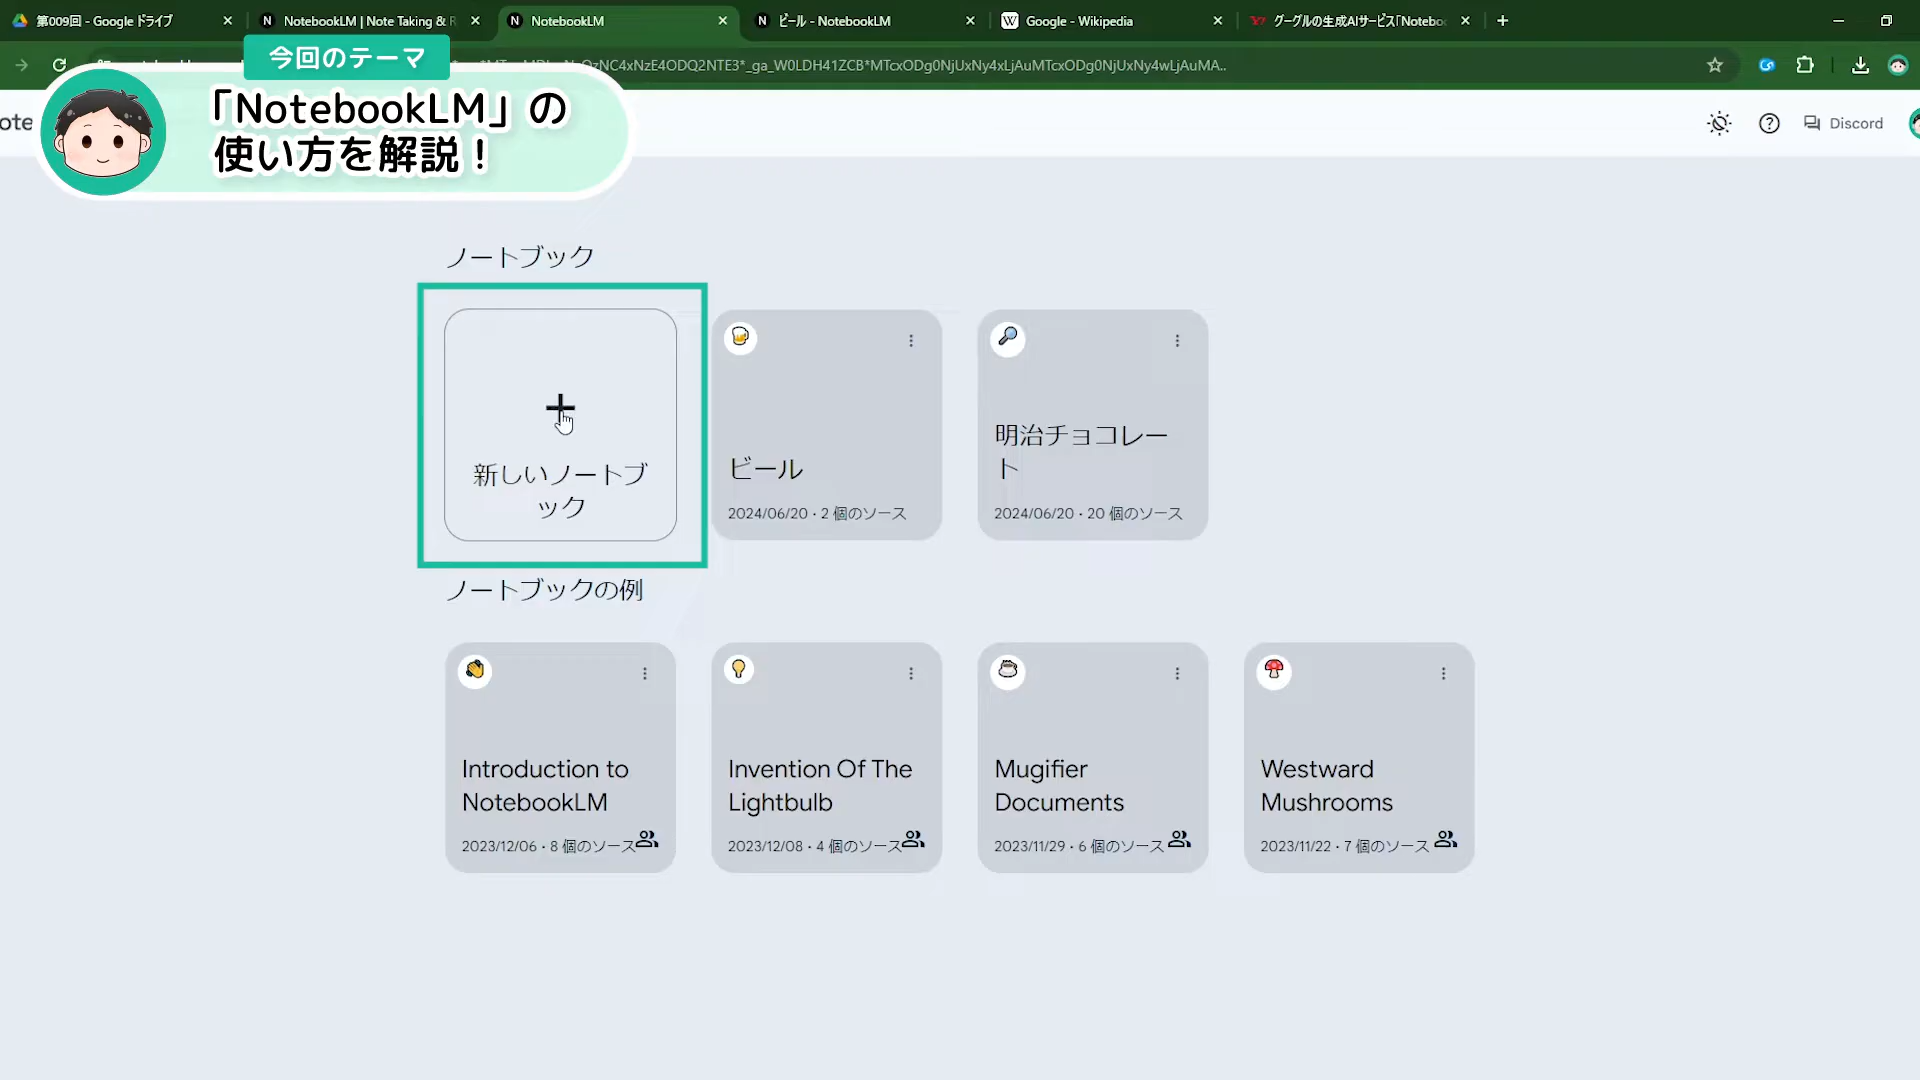 第009回 - Google ドライブ
NotebookLM | Note Taking & R
NotebookLM
ビール - NotebookLM
Google - Wikipedia
グーグルの生成AIサービス「Notebo
今回のテーマ
zNC4xNzE4ODQ2NTE3*_ga_W0LDH41ZCB*MTcxODg0NjUxNy4xLjAuMTcxODg0NjUxNy4wLjAuMA..
「NotebookLM」の
使い方を解説！
ote
Discord
ノートブック
新しいノートブ
ック
ビール
2024/06/20・2 個のソース
明治チョコレー
ト
2024/06/20・20 個のソース
ノートブックの例
Introduction to
NotebookLM
2023/12/06・8 個のソース
Invention Of The
Lightbulb
2023/12/08・4 個のソース
Mugifier
Documents
2023/11/29・6 個のソース
Westward
Mushrooms
2023/11/22・7 個のソース